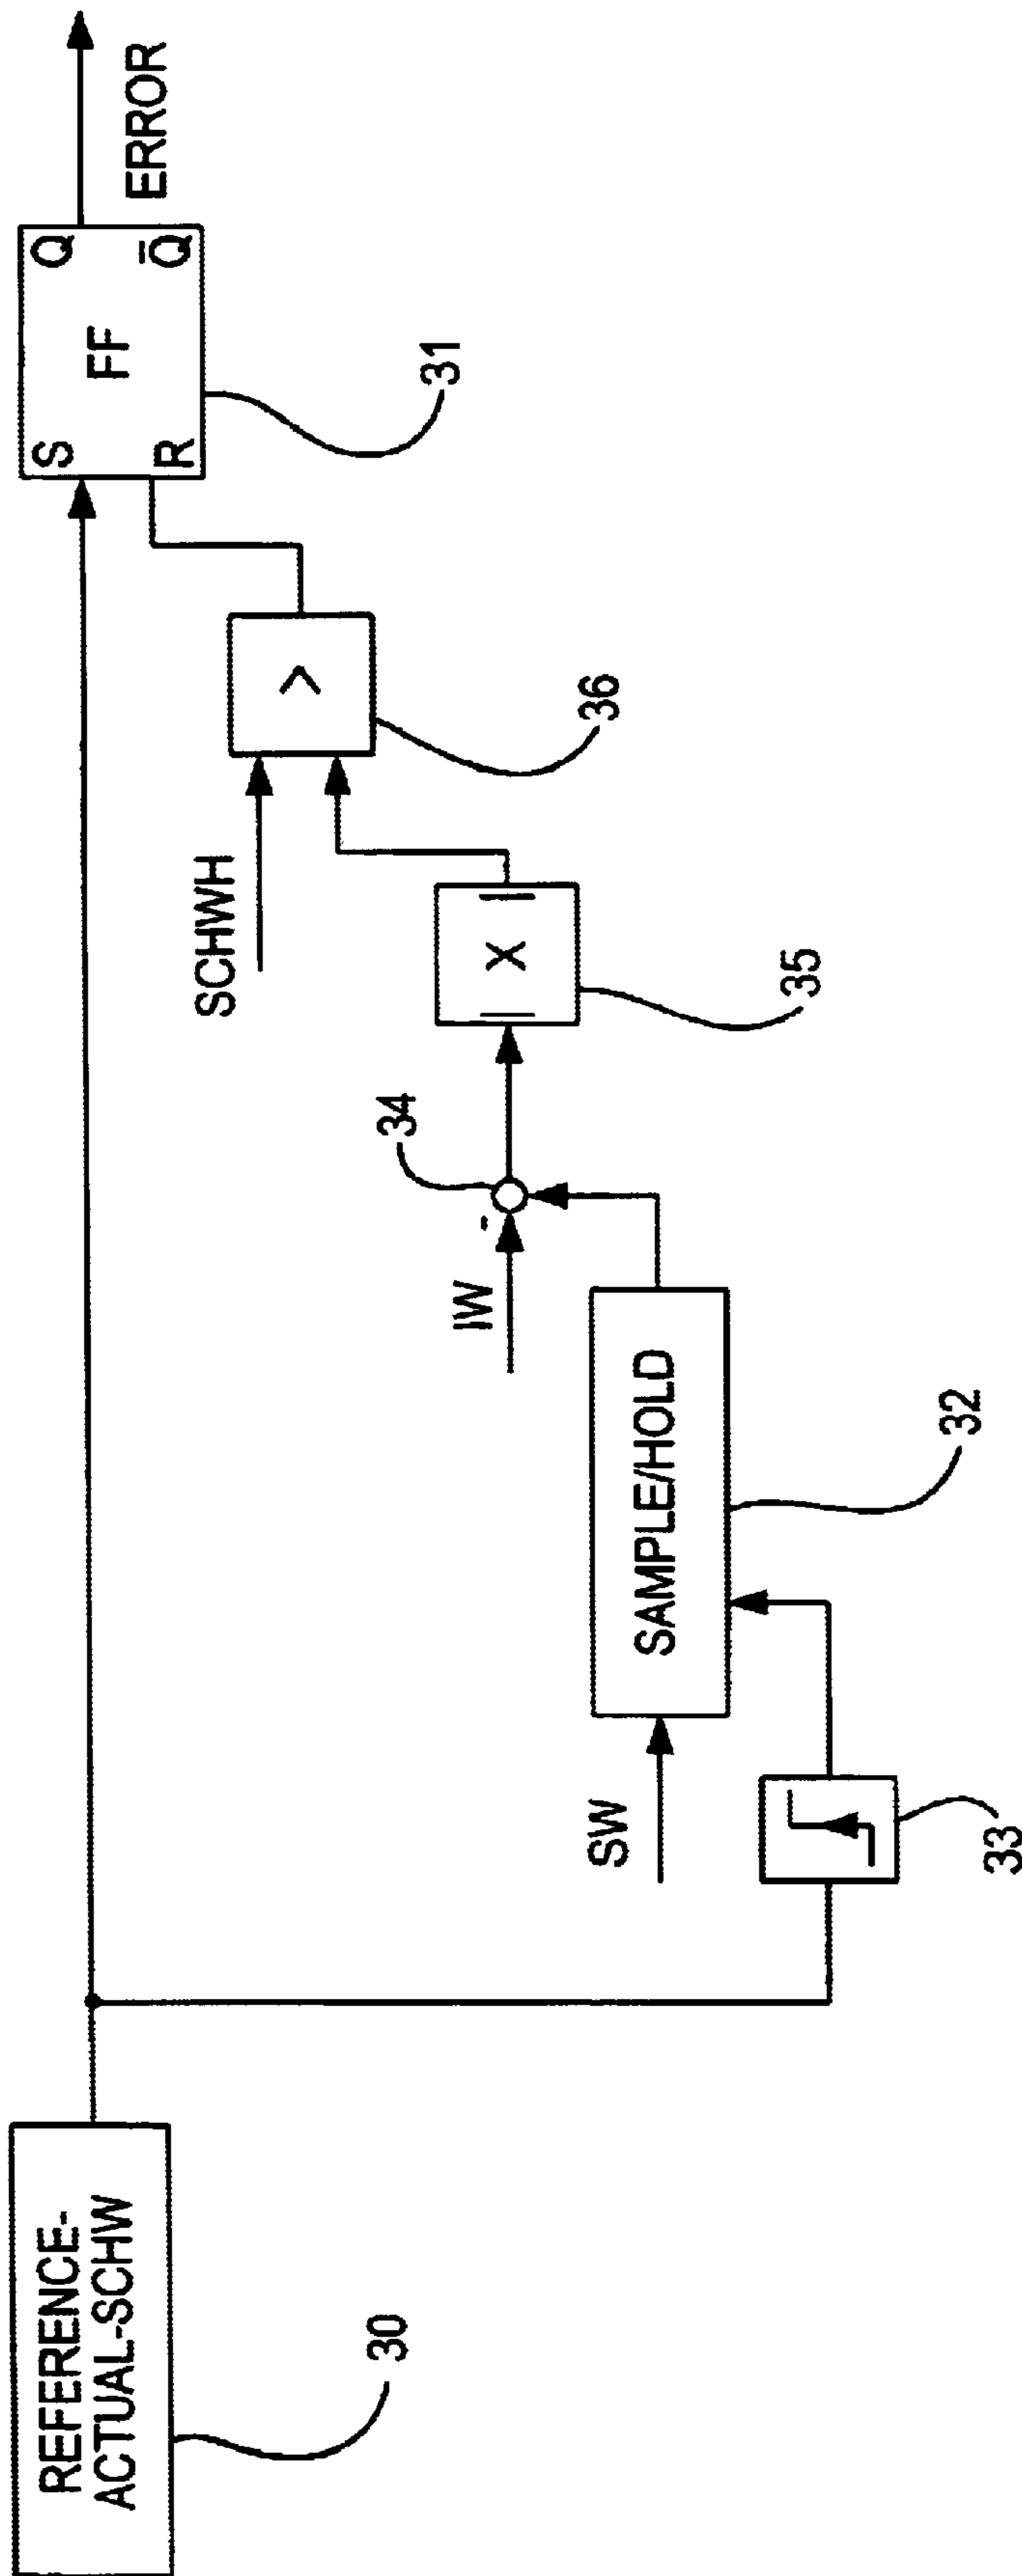 REFERENCE-
ACTUAL-SCHW
30
33
SW
SAMPLE/HOLD
32
IW
-
34
| X |
35
SCHWH
>
36
S
Q
FF
R
Q̅
31
ERROR